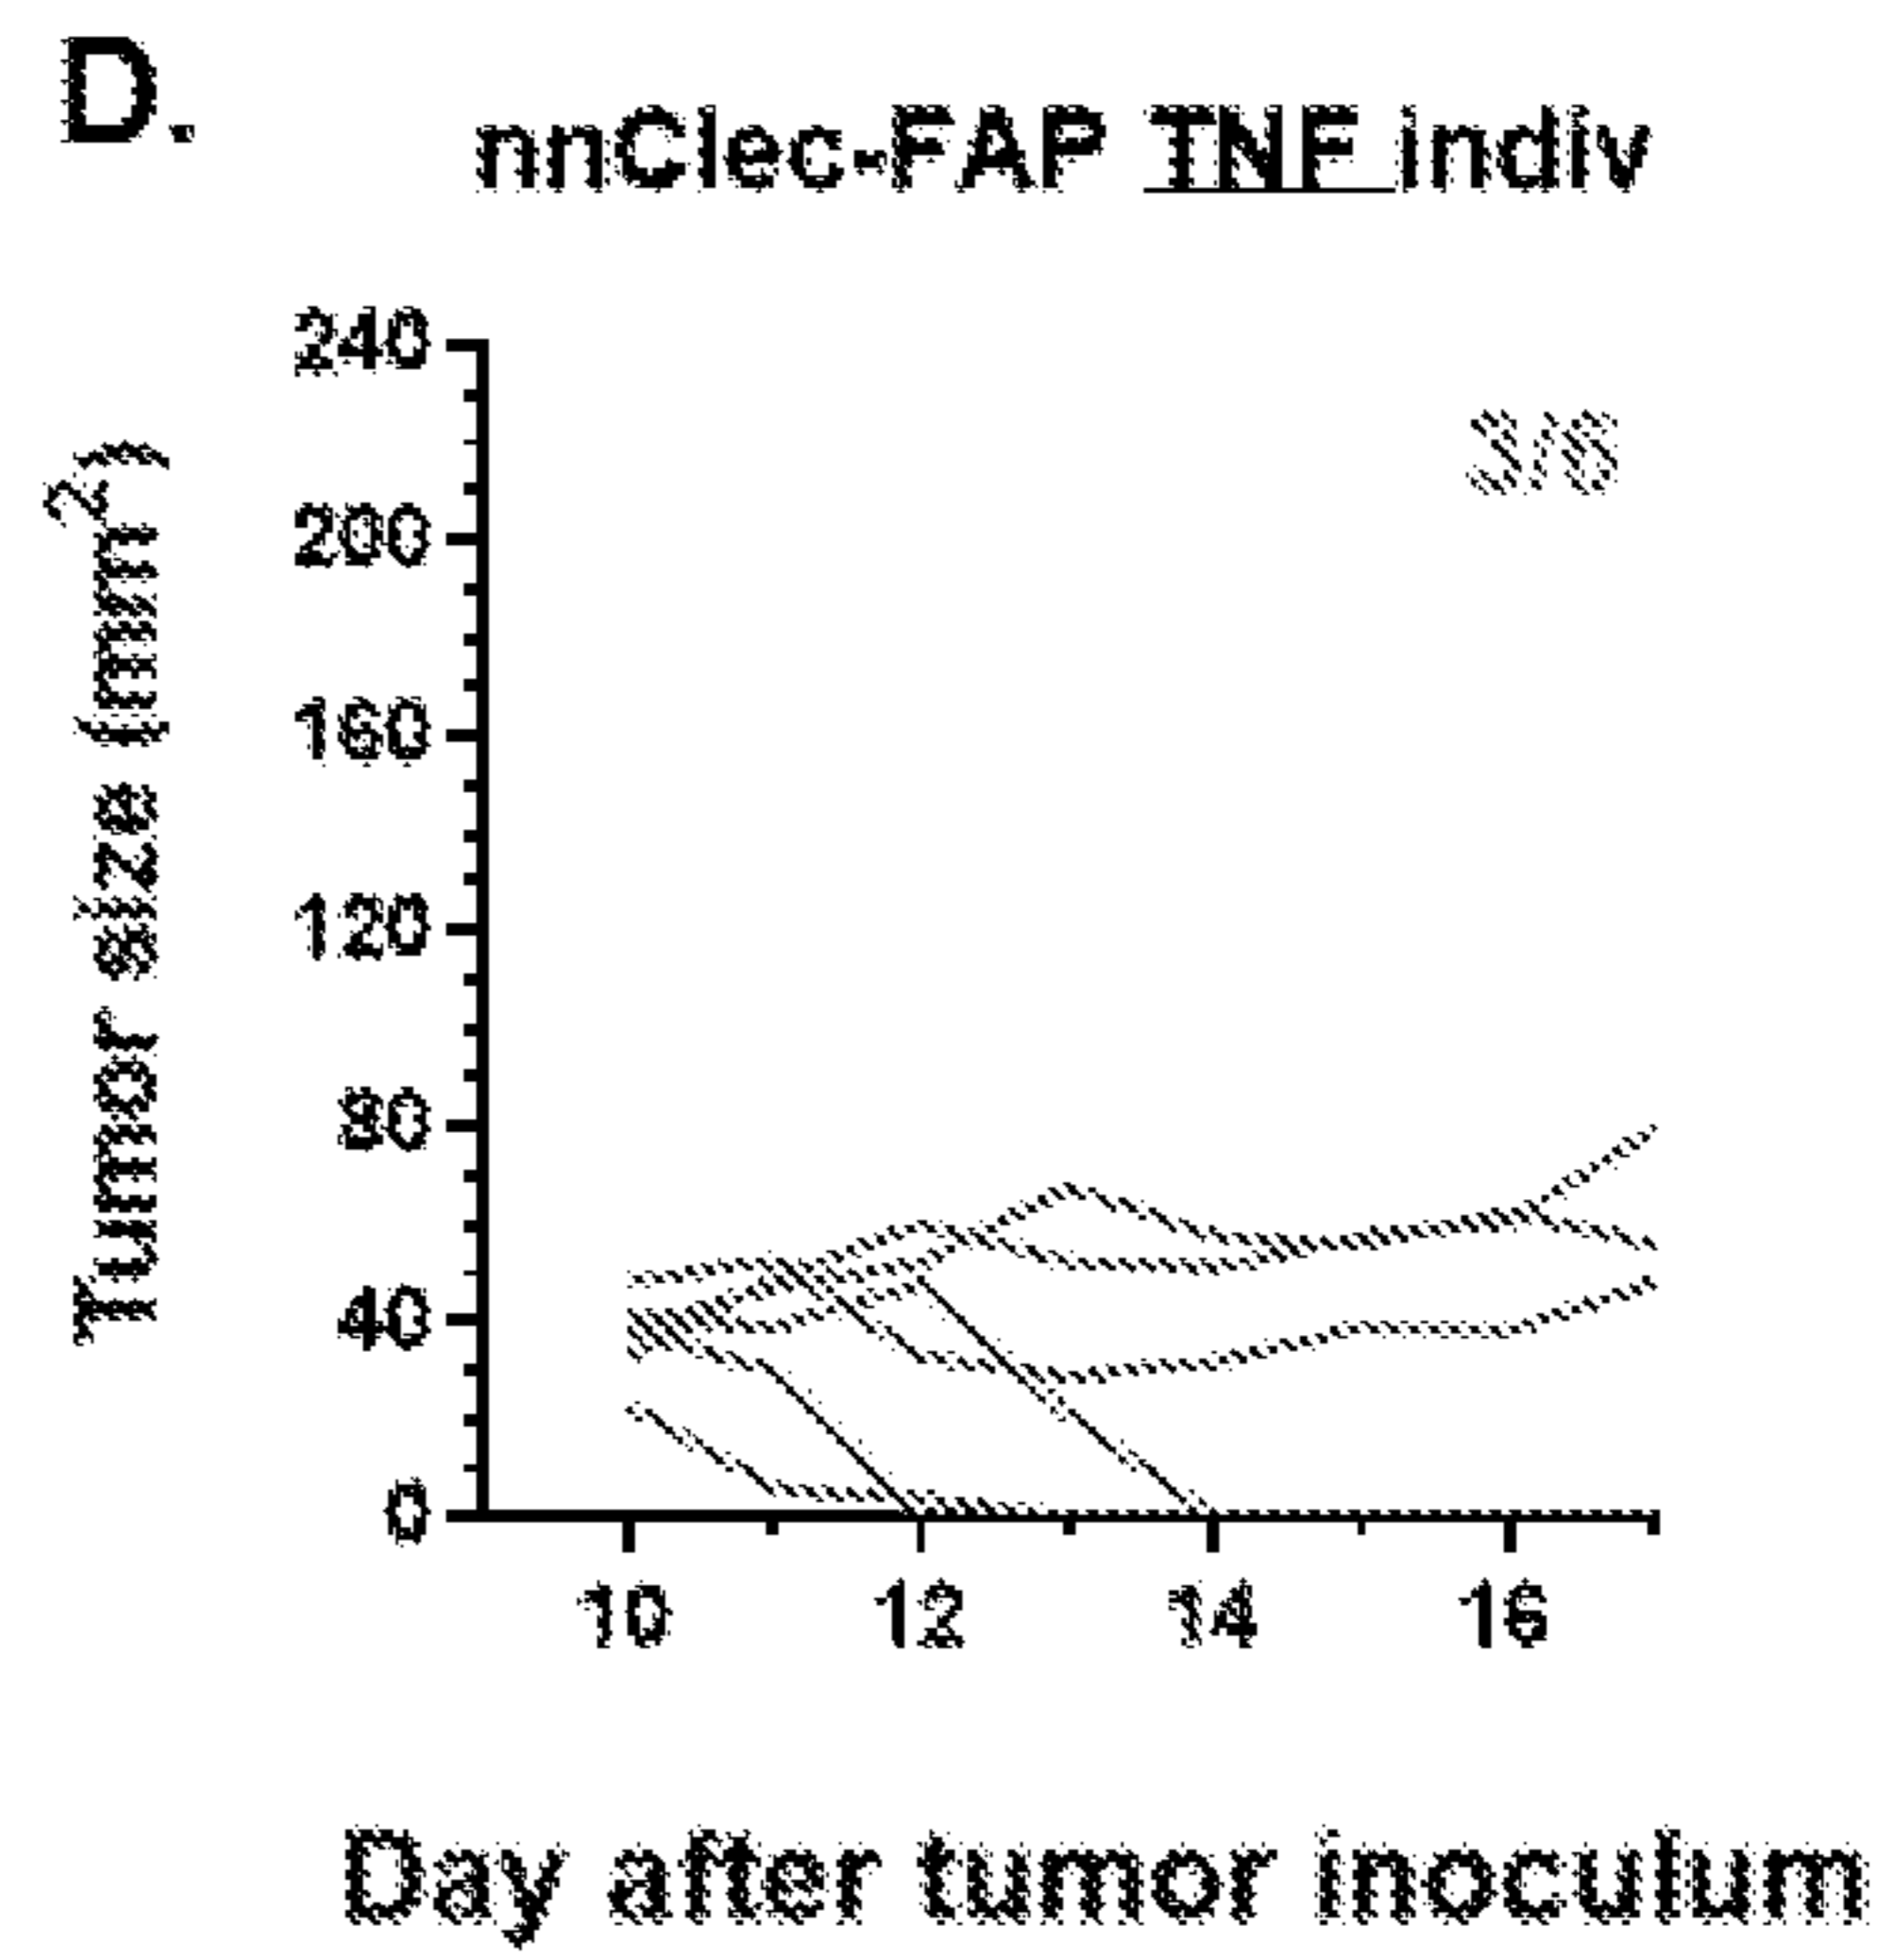 D.
nnClec-FAP TNF indiv
Tumor size (mm²)
240
200
160
120
80
40
0
10 12 14 16
Day after tumor inoculum